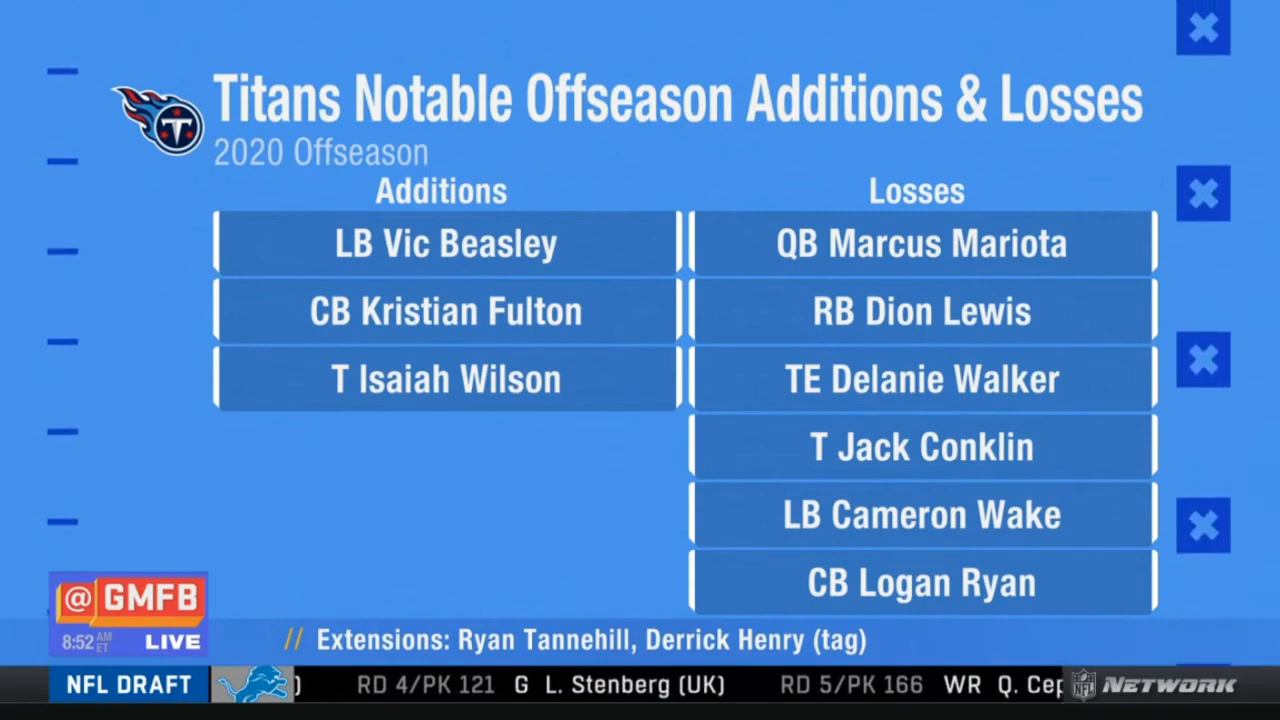 Titans Notable Offseason Additions & Losses
2020 Offseason
Additions
Losses
LB Vic Beasley
QB Marcus Mariota
CB Kristian Fulton
RB Dion Lewis
T Isaiah Wilson
TE Delanie Walker
T Jack Conklin
LB Cameron Wake
CB Logan Ryan
@GMFB
8:52 AM ET LIVE
// Extensions: Ryan Tannehill, Derrick Henry (tag)
NFL DRAFT ) RD 4/PK 121 G L. Stenberg (UK) RD 5/PK 166 WR Q. Cep NFL NETWORK